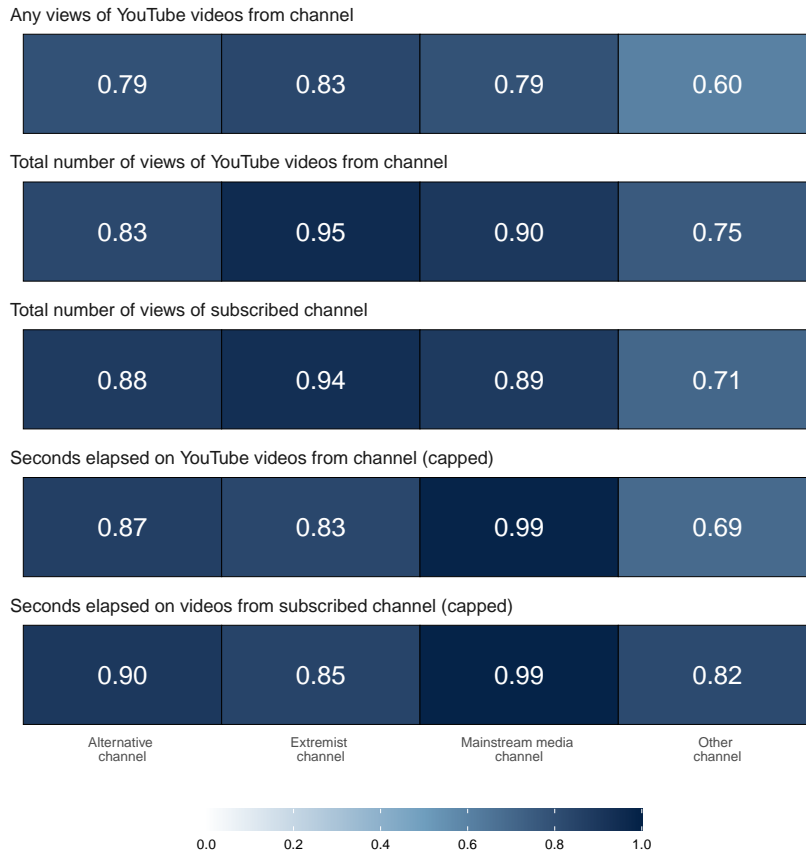 Any views of YouTube videos from channel
0.79 0.83 0.79 0.60
Total number of views of YouTube videos from channel
0.83 0.95 0.90 0.75
Total number of views of subscribed channel
0.88 0.94 0.89 0.71
Seconds elapsed on YouTube videos from channel (capped)
0.87 0.83 0.99 0.69
Seconds elapsed on videos from subscribed channel (capped)
0.90 0.85 0.99 0.82
Alternative Extremist Mainstream media Other
channel channel channel channel
0.0 0.2 0.4 0.6 0.8 1.0